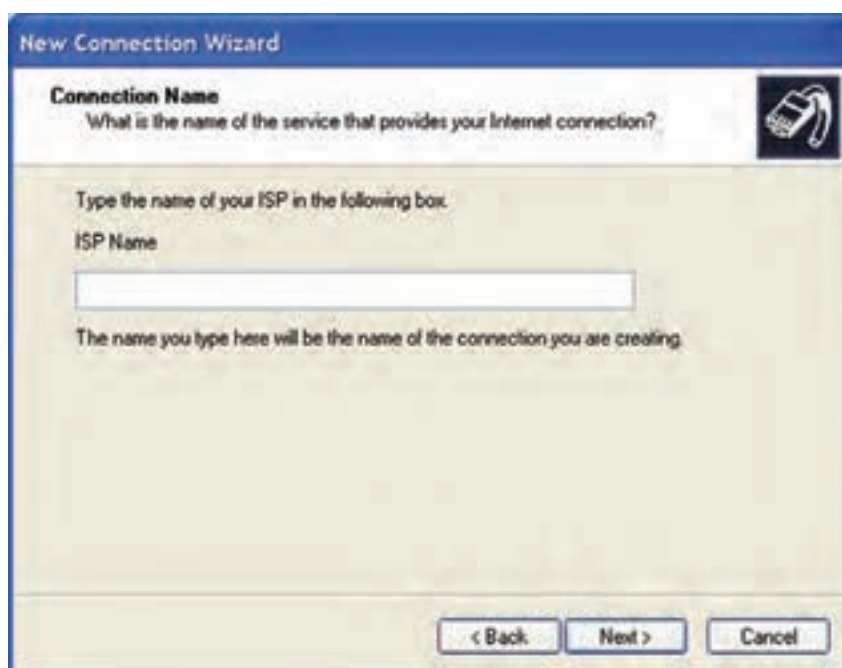 New Connection Wizard
Connection Name
What is the name of the service that provides your Internet connection?
Type the name of your ISP in the following box.
ISP Name
The name you type here will be the name of the connection you are creating.
< Back
Next >
Cancel